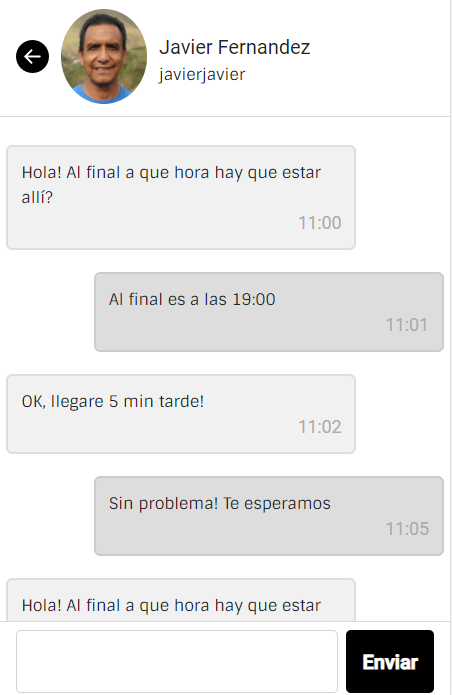 Javier Fernandez
javierjavier
Hola! Al final a que hora hay que estar
allí?
11:00
Al final es a las 19:00
11:01
OK, llegare 5 min tarde!
11:02
Sin problema! Te esperamos
11:05
Hola! Al final a que hora hay que estar
Enviar